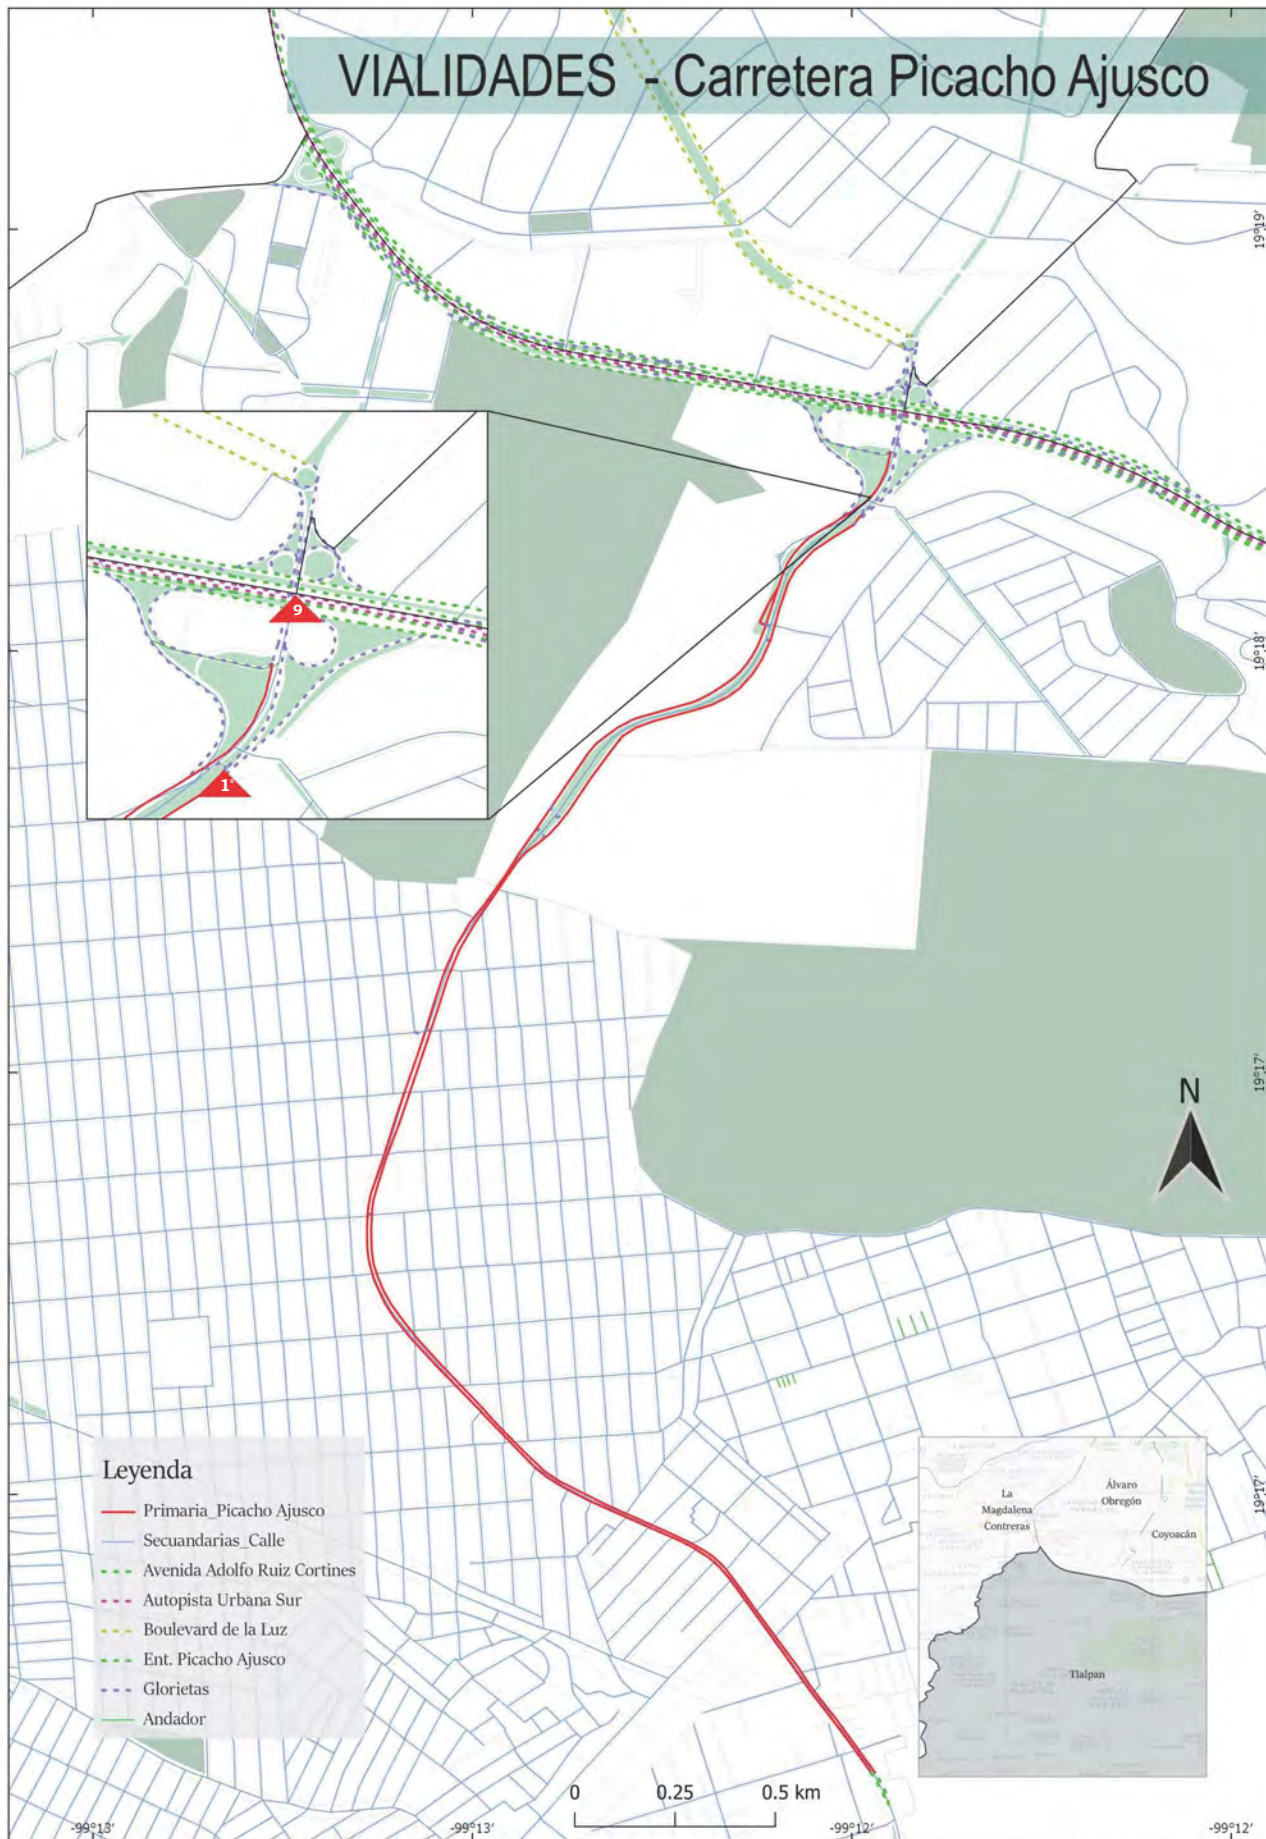 VIALIDADES - Carretera Picacho Ajusco
19°19'
9
1°
19°18'
19°17'
N
Leyenda
Primaria_Picacho Ajusco
Secuandarias_Calle
Avenida Adolfo Ruiz Cortines
Autopista Urbana Sur
Boulevard de la Luz
Ent. Picacho Ajusco
Glorietas
Andador
La
Magdalena
Contreras
Álvaro
Obregón
Coyoacán
19°17'
Tlalpan
0 0.25 0.5 km
-99°13' -99°13' -99°12' -99°12'